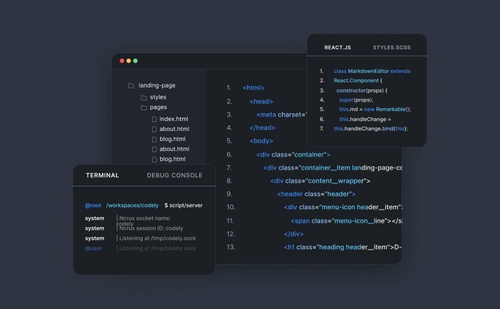 REACT.JS STYLES.SCSS
1. class MarkdownEditor extends
2. React.Component {
3. constructor(props) {
4. super(props);
5. this.md = new Remarkable();
6. this.handleChange =
7. this.handleChange.bind(this);
landing-page
styles
pages
index.html
about.html
blog.html
about.html
blog.html
1. <html>
2. <head>
3. <meta charset="
4. </head>
5. <body>
6. <div class="container">
7. <div class="container__item landing-page-co
8. <div class="content__wrapper">
9. <header class="header">
10. <div class="menu-icon header__item">
11. <span class="menu-icon__line"></s
12. </div>
13. <h1 class="heading header__item">D-
TERMINAL DEBUG CONSOLE
@root /workspaces/codely $ script/server
system | Ncrux socket name:
codely
system | Ncrux session ID: codely
system | Listening at /tmp/codely.sock
| Listening at /tmp/codely.sock